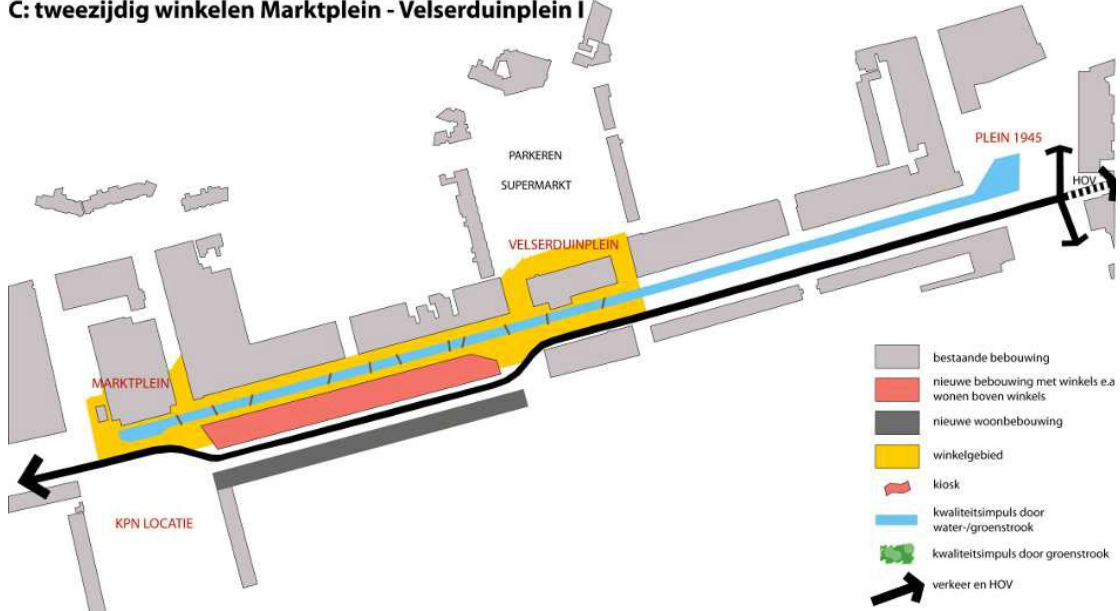 C: tweezijdig winkelen Marktplein - Velserduinplein I
PLEIN 1945
HOV
PARKEREN
SUPERMARKT
VELSERDUINPLEIN
MARKTPLEIN
KPN LOCATIE
bestaande bebouwing
nieuwe bebouwing met winkels e.a
wonen boven winkels
nieuwe woonbebouwing
winkelgebied
kiosk
kwaliteitsimpuls door
water-/groenstrook
kwaliteitsimpuls door groenstrook
verkeer en HOV